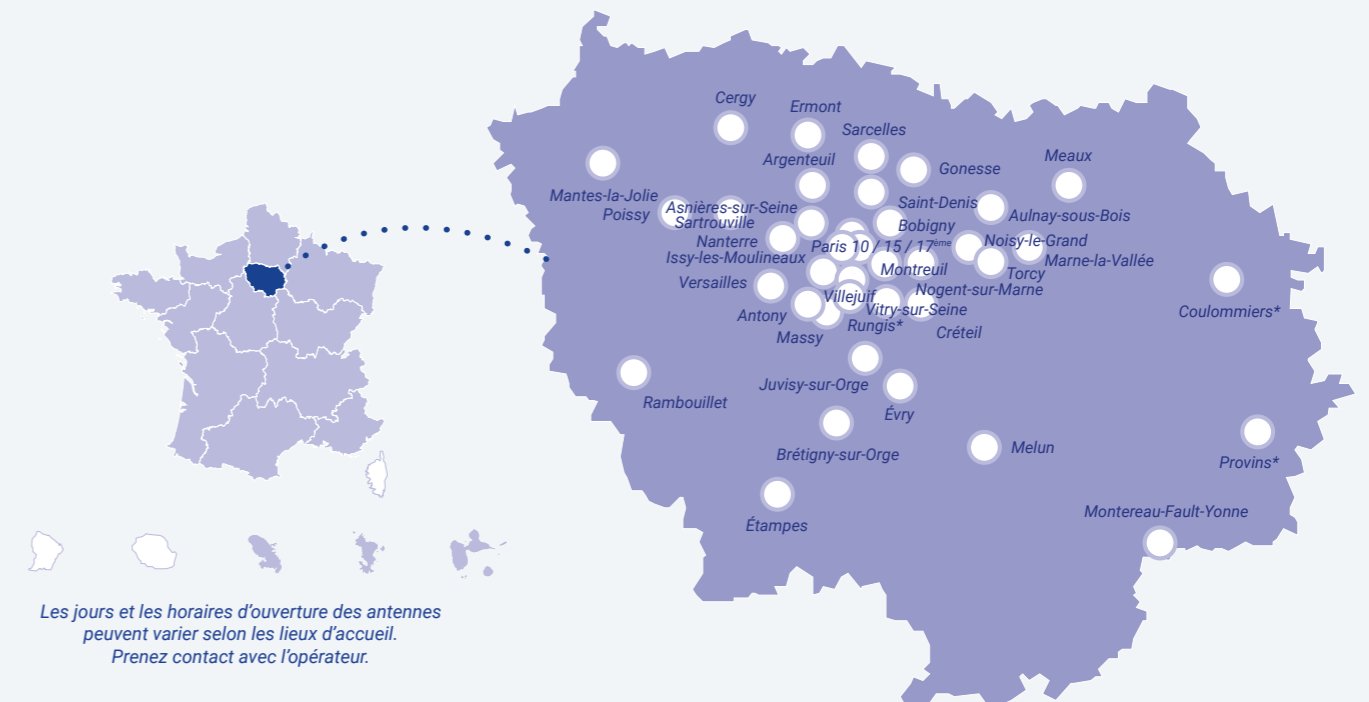 Cergy
Ermont
Sarcelles
Argenteuil
Gonesse
Meaux
Mantes-la-Jolie
Poissy
Asnières-sur-Seine
Sartrouville
Saint-Denis
Aulnay-sous-Bois
Bobigny
Nanterre
Paris 10 / 15 / 17ème
Noisy-le-Grand
Issy-les-Moulineaux
Marne-la-Vallée
Montreuil
Torcy
Versailles
Nogent-sur-Marne
Villejuif
Vitry-sur-Seine
Coulommiers*
Antony
Rungis*
Massy
Créteil
Juvisy-sur-Orge
Rambouillet
Évry
Brétigny-sur-Orge
Melun
Provins*
Montereau-Fault-Yonne
Étampes
Les jours et les horaires d’ouverture des antennes
peuvent varier selon les lieux d’accueil.
Prenez contact avec l’opérateur.